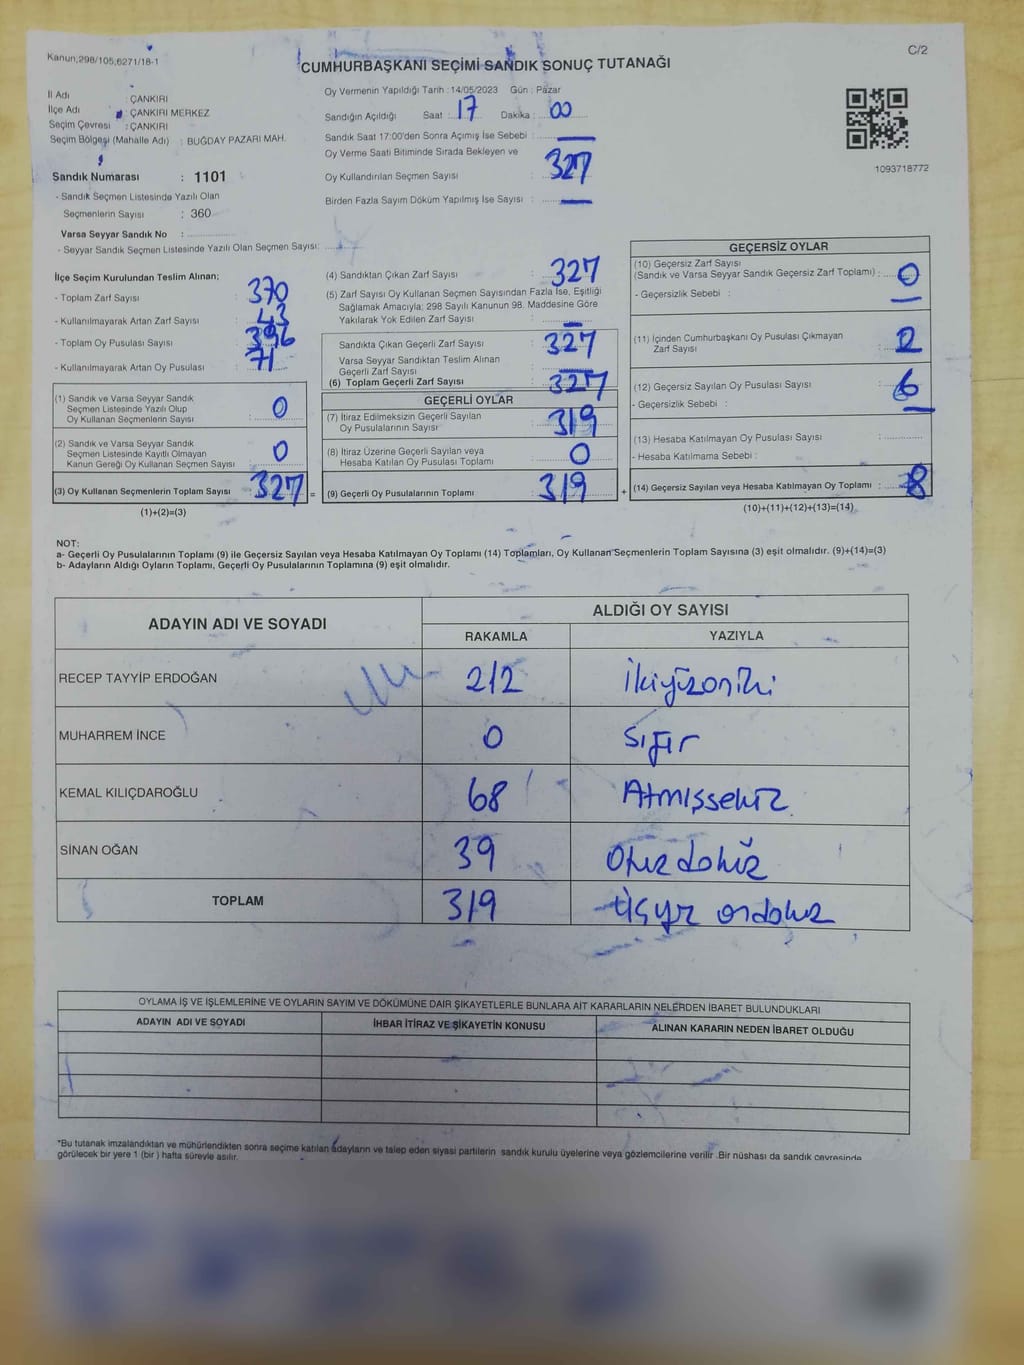 Kanun,298/105,6271/18-1
C/2
CUMHURBAŞKANI SEÇİMİ SANDIK SONUÇ TUTANAĞI
İl Adı : ÇANKIRI
İlçe Adı : ÇANKIRI MERKEZ
Seçim Çevresi : ÇANKIRI
Seçim Bölgesi (Mahalle Adı) : BUĞDAY PAZARI MAH.
Sandık Numarası : 1101
- Sandık Seçmen Listesinde Yazılı Olan
Seçmenlerin Sayısı : 360
Varsa Seyyar Sandık No :
- Seyyar Sandık Seçmen Listesinde Yazılı Olan Seçmen Sayısı:
Oy Vermenin Yapıldığı Tarih : 14/05/2023 Gün : Pazar
Sandığın Açıldığı Saat : 17 Dakika : 00
Sandık Saat 17:00'den Sonra Açımış İse Sebebi : —
Oy Verme Saati Bitiminde Sırada Bekleyen ve
Oy Kullandırılan Seçmen Sayısı : 327
Birden Fazla Sayım Döküm Yapılmış İse Sayısı : —
1093718772
İlçe Seçim Kurulundan Teslim Alınan;
- Toplam Zarf Sayısı : 370
- Kullanılmayarak Artan Zarf Sayısı : 43
- Toplam Oy Pusulası Sayısı : 396
- Kullanılmayarak Artan Oy Pusulası : 71
(1) Sandık ve Varsa Seyyar Sandık
Seçmen Listesinde Yazılı Olup
Oy Kullanan Seçmenlerin Sayısı : 0
(2) Sandık ve Varsa Seyyar Sandık
Seçmen Listesinde Kayıtlı Olmayan
Kanun Gereği Oy Kullanan Seçmen Sayısı : 0
(3) Oy Kullanan Seçmenlerin Toplam Sayısı : 327 =
(1)+(2)=(3)
(4) Sandıktan Çıkan Zarf Sayısı : 327
(5) Zarf Sayısı Oy Kullanan Seçmen Sayısından Fazla İse, Eşitliği
Sağlamak Amacıyla; 298 Sayılı Kanunun 98. Maddesine Göre
Yakılarak Yok Edilen Zarf Sayısı : —
Sandıkta Çıkan Geçerli Zarf Sayısı : 327
Varsa Seyyar Sandıktan Teslim Alınan
Geçerli Zarf Sayısı : —
(6) Toplam Geçerli Zarf Sayısı : 327
GEÇERLİ OYLAR
(7) İtiraz Edilmeksizin Geçerli Sayılan
Oy Pusulalarının Sayısı : 319
(8) İtiraz Üzerine Geçerli Sayılan veya
Hesaba Katılan Oy Pusulası Toplamı : 0
(9) Geçerli Oy Pusulalarının Toplamı : 319 +
GEÇERSİZ OYLAR
(10) Geçersiz Zarf Sayısı
(Sandık ve Varsa Seyyar Sandık Geçersiz Zarf Toplamı) : 0
- Geçersizlik Sebebi : —
(11) İçinden Cumhurbaşkanı Oy Pusulası Çıkmayan
Zarf Sayısı : 2
(12) Geçersiz Sayılan Oy Pusulası Sayısı : 6
- Geçersizlik Sebebi : —
(13) Hesaba Katılmayan Oy Pusulası Sayısı :
- Hesaba Katılmama Sebebi :
(14) Geçersiz Sayılan veya Hesaba Katılmayan Oy Toplamı : 8
(10)+(11)+(12)+(13)=(14)
NOT:
a- Geçerli Oy Pusulalarının Toplamı (9) ile Geçersiz Sayılan veya Hesaba Katılmayan Oy Toplamı (14) Toplamları, Oy Kullanan Seçmenlerin Toplam Sayısına (3) eşit olmalıdır. (9)+(14)=(3)
b- Adayların Aldığı Oyların Toplamı, Geçerli Oy Pusulalarının Toplamına (9) eşit olmalıdır.
ADAYIN ADI VE SOYADI ALDIĞI OY SAYISI
RAKAMLA YAZIYLA
RECEP TAYYİP ERDOĞAN 212 İkiyüzoniki
MUHARREM İNCE 0 Sıfır
KEMAL KILIÇDAROĞLU 68 Atmışsekiz
SİNAN OĞAN 39 Otuzdokuz
TOPLAM 319 Üçyüz ondokuz
OYLAMA İŞ VE İŞLEMLERİNE VE OYLARIN SAYIM VE DÖKÜMÜNE DAİR ŞİKAYETLERLE BUNLARA AİT KARARLARIN NELERDEN İBARET BULUNDUKLARI
ADAYIN ADI VE SOYADI İHBAR İTİRAZ VE ŞİKAYETİN KONUSU ALINAN KARARIN NEDEN İBARET OLDUĞU
*Bu tutanak imzalandıktan ve mühürlendikten sonra seçime katılan adayların ve talep eden siyasi partilerin sandık kurulu üyelerine veya gözlemcilerine verilir .Bir nüshası da sandık çevresinde
görülecek bir yere 1 (bir ) hafta süreyle asılır.